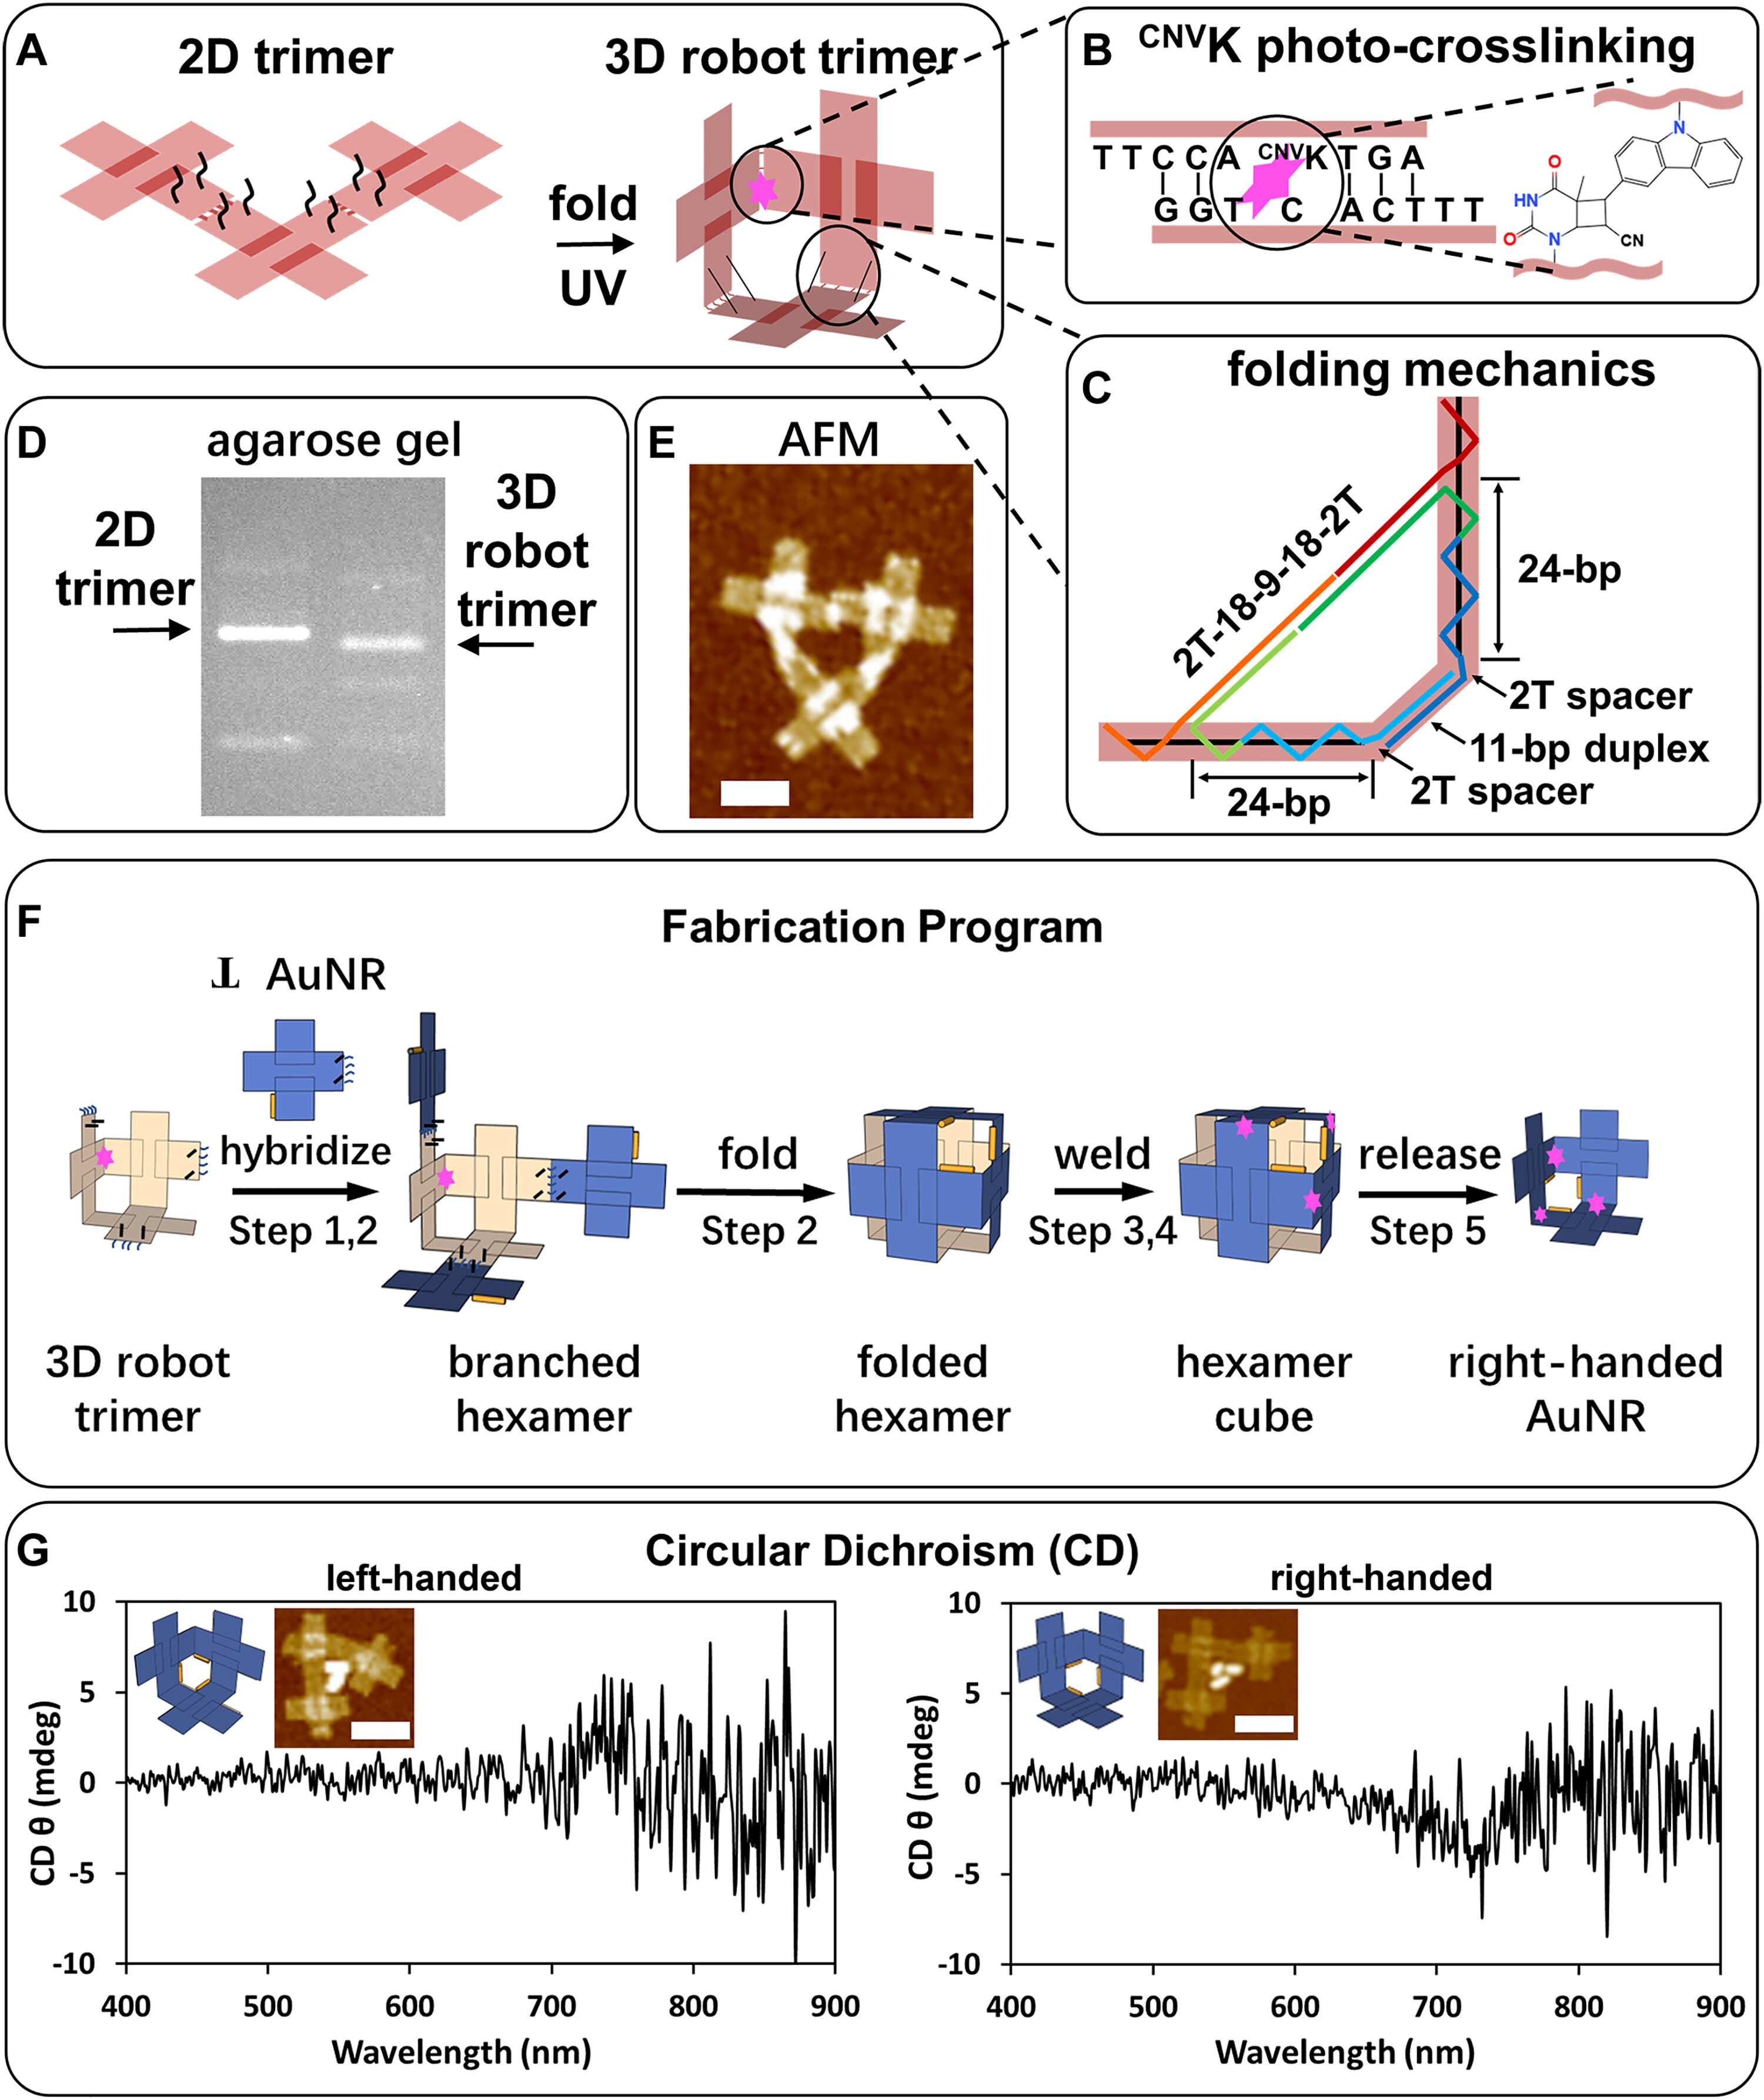 A
2D trimer
3D robot trimer
fold
UV
B
CNVK photo-crosslinking
T T C C A CNVK T G A
G G T C A C T T T
O
HN
O
N
N
CN
C
folding mechanics
2T-18-9-18-2T
24-bp
2T spacer
11-bp duplex
2T spacer
24-bp
D
agarose gel
2D
trimer
3D
robot
trimer
E
AFM
F
Fabrication Program
T AuNR
hybridize
Step 1,2
fold
Step 2
weld
Step 3,4
release
Step 5
3D robot
trimer
branched
hexamer
folded
hexamer
hexamer
cube
right-handed
AuNR
G
Circular Dichroism (CD)
left-handed
10
5
0
-5
-10
CD θ (mdeg)
400 500 600 700 800 900
Wavelength (nm)
right-handed
10
5
0
-5
-10
CD θ (mdeg)
400 500 600 700 800 900
Wavelength (nm)